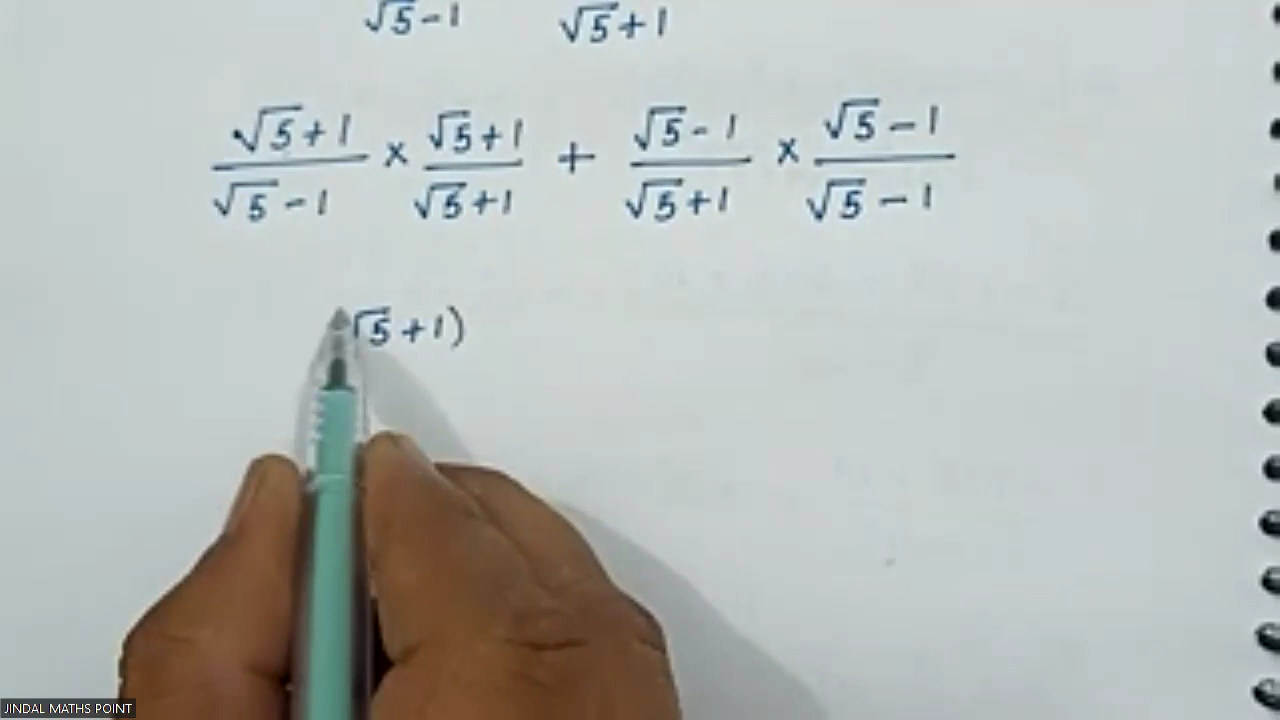 √5-1 √5+1
√5+1/√5-1 × √5+1/√5+1 + √5-1/√5+1 × √5-1/√5-1
√5+1)
JINDAL MATHS POINT